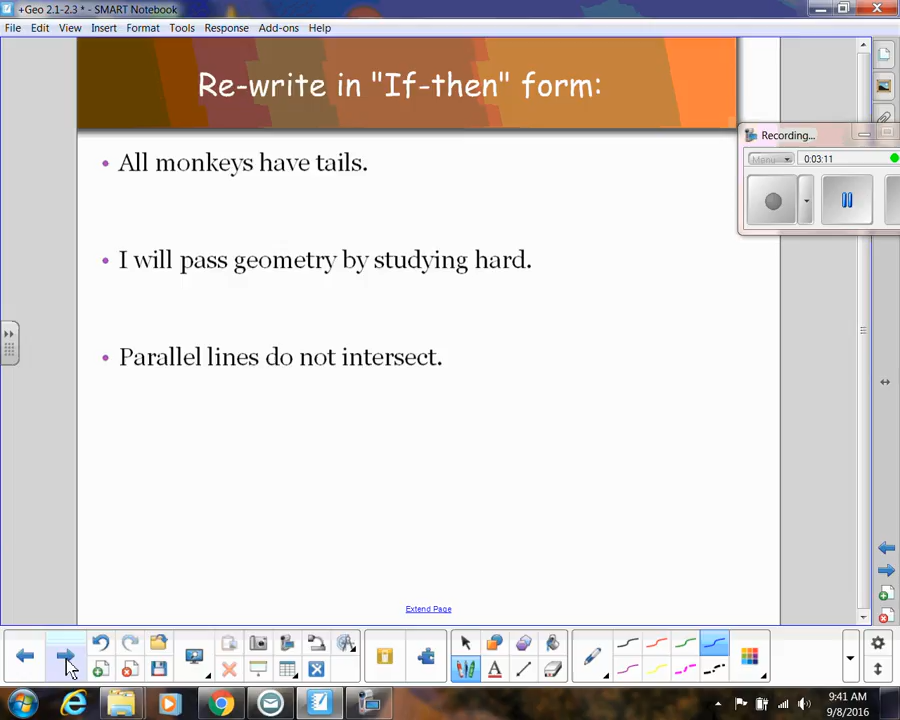 +Geo 2.1-2.3 * - SMART Notebook
File Edit View Insert Format Tools Response Add-ons Help
Re-write in "If-then" form:
Recording...
Menu 0:03:11
• All monkeys have tails.
• I will pass geometry by studying hard.
• Parallel lines do not intersect.
Extend Page
9:41 AM
9/8/2016